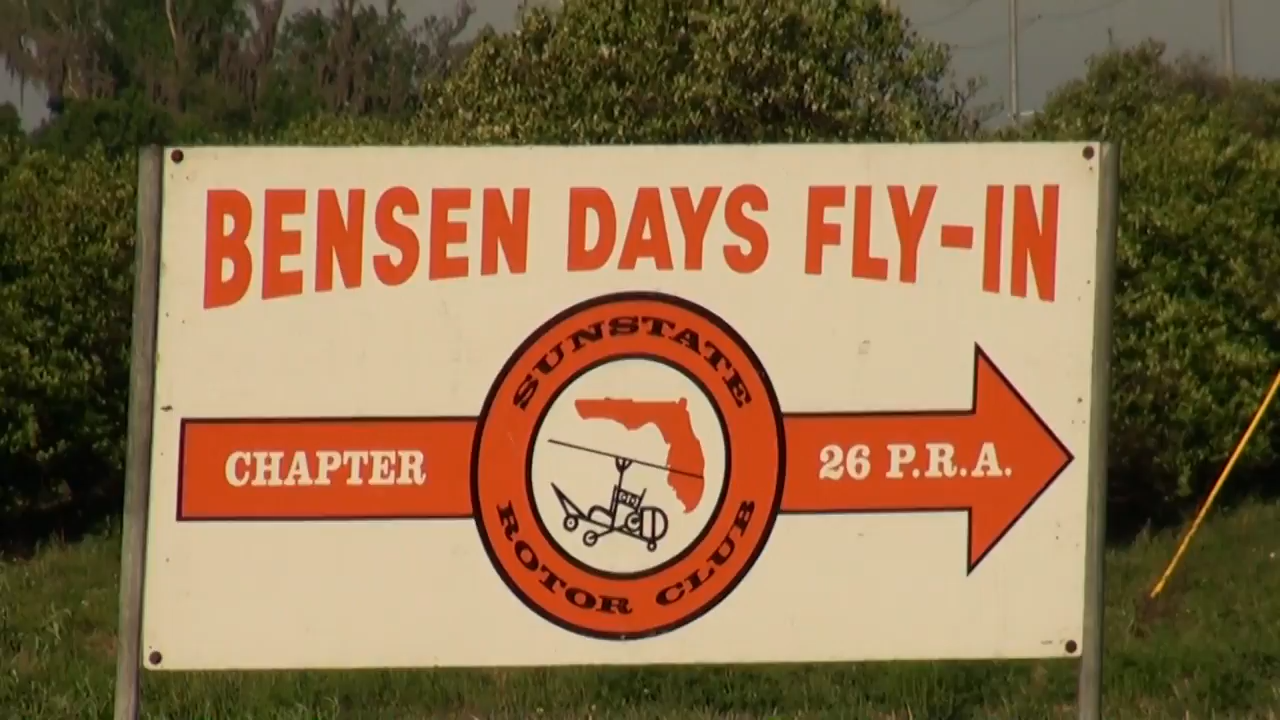 BENSEN DAYS FLY-IN
SUNSTATE
CHAPTER
26 P.R.A.
ROTOR CLUB